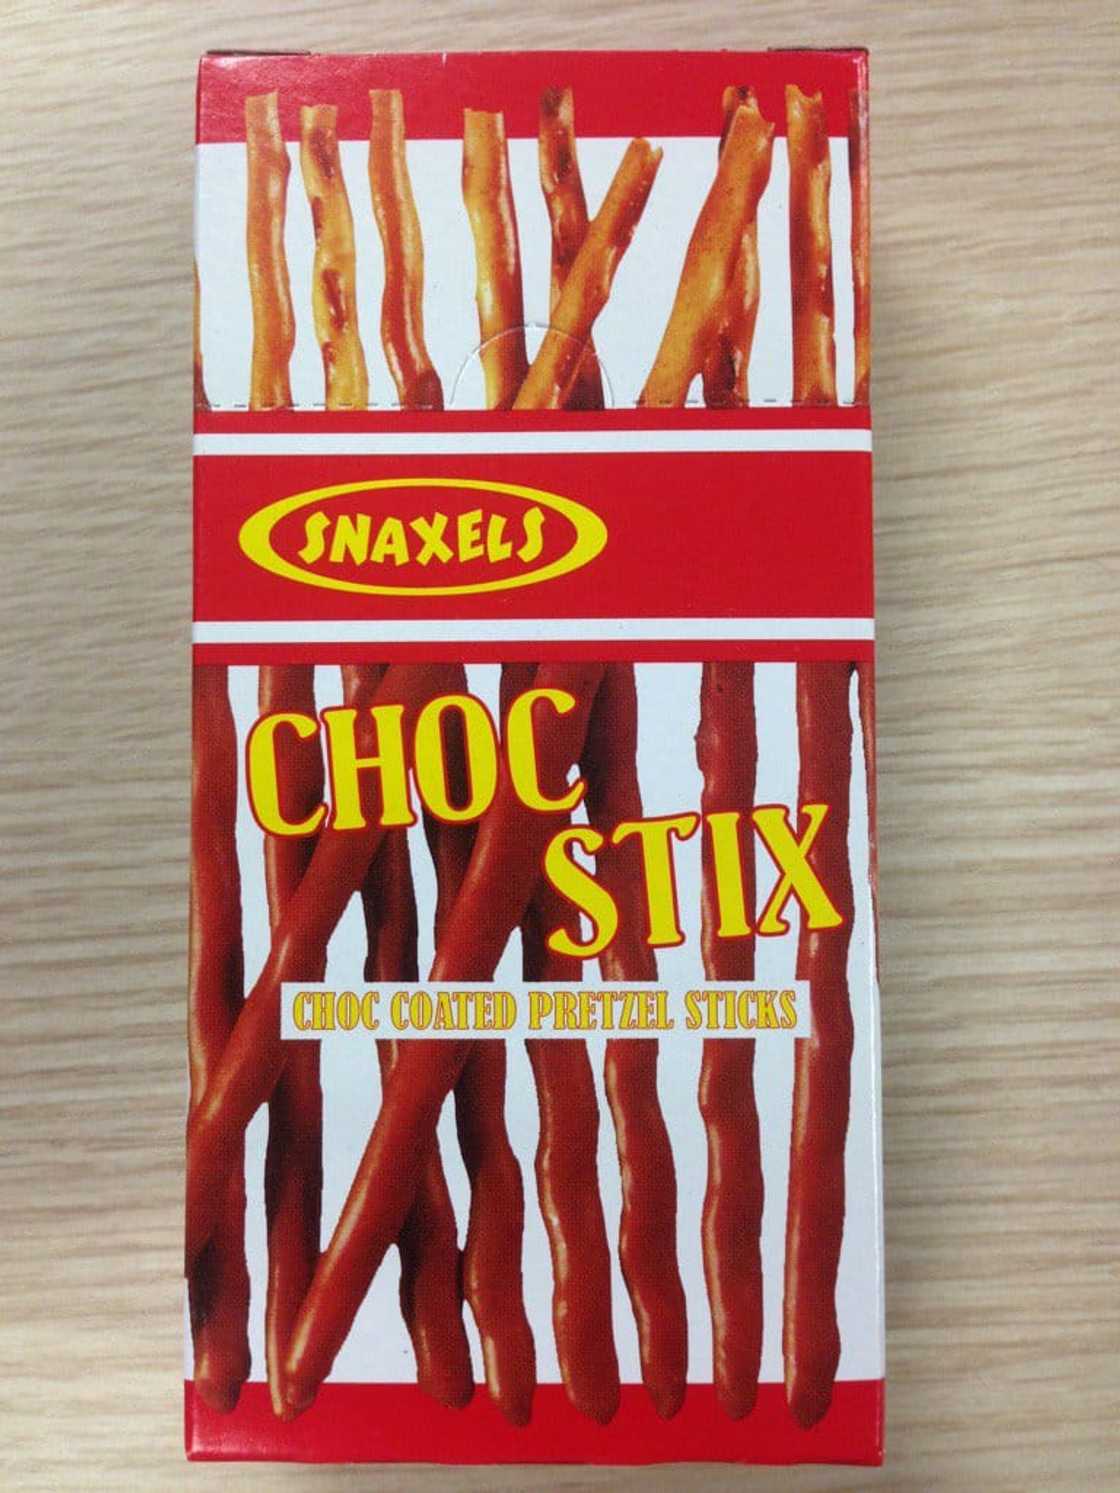 SNAXELS
CHOC
STIX
CHOC COATED PRETZEL STICKS